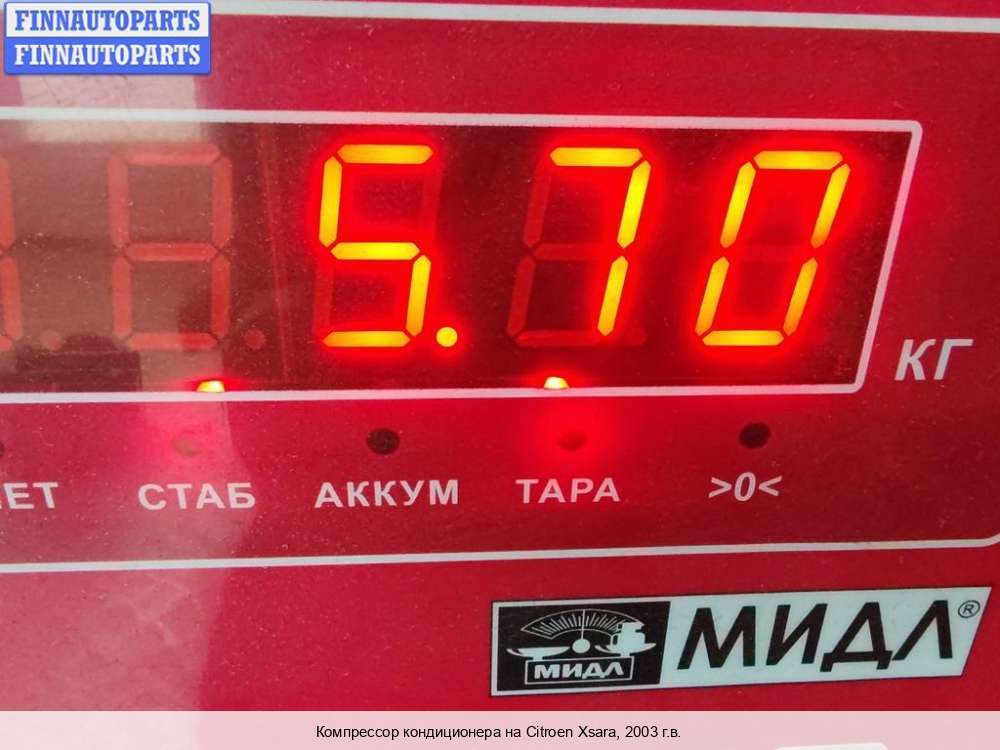 FINNAUTOPARTS
FINNAUTOPARTS
5.70
КГ
СТАБ АККУМ ТАРА >0<
МИДЛ МИДЛ®
Компрессор кондиционера на Citroen Xsara, 2003 г.в.